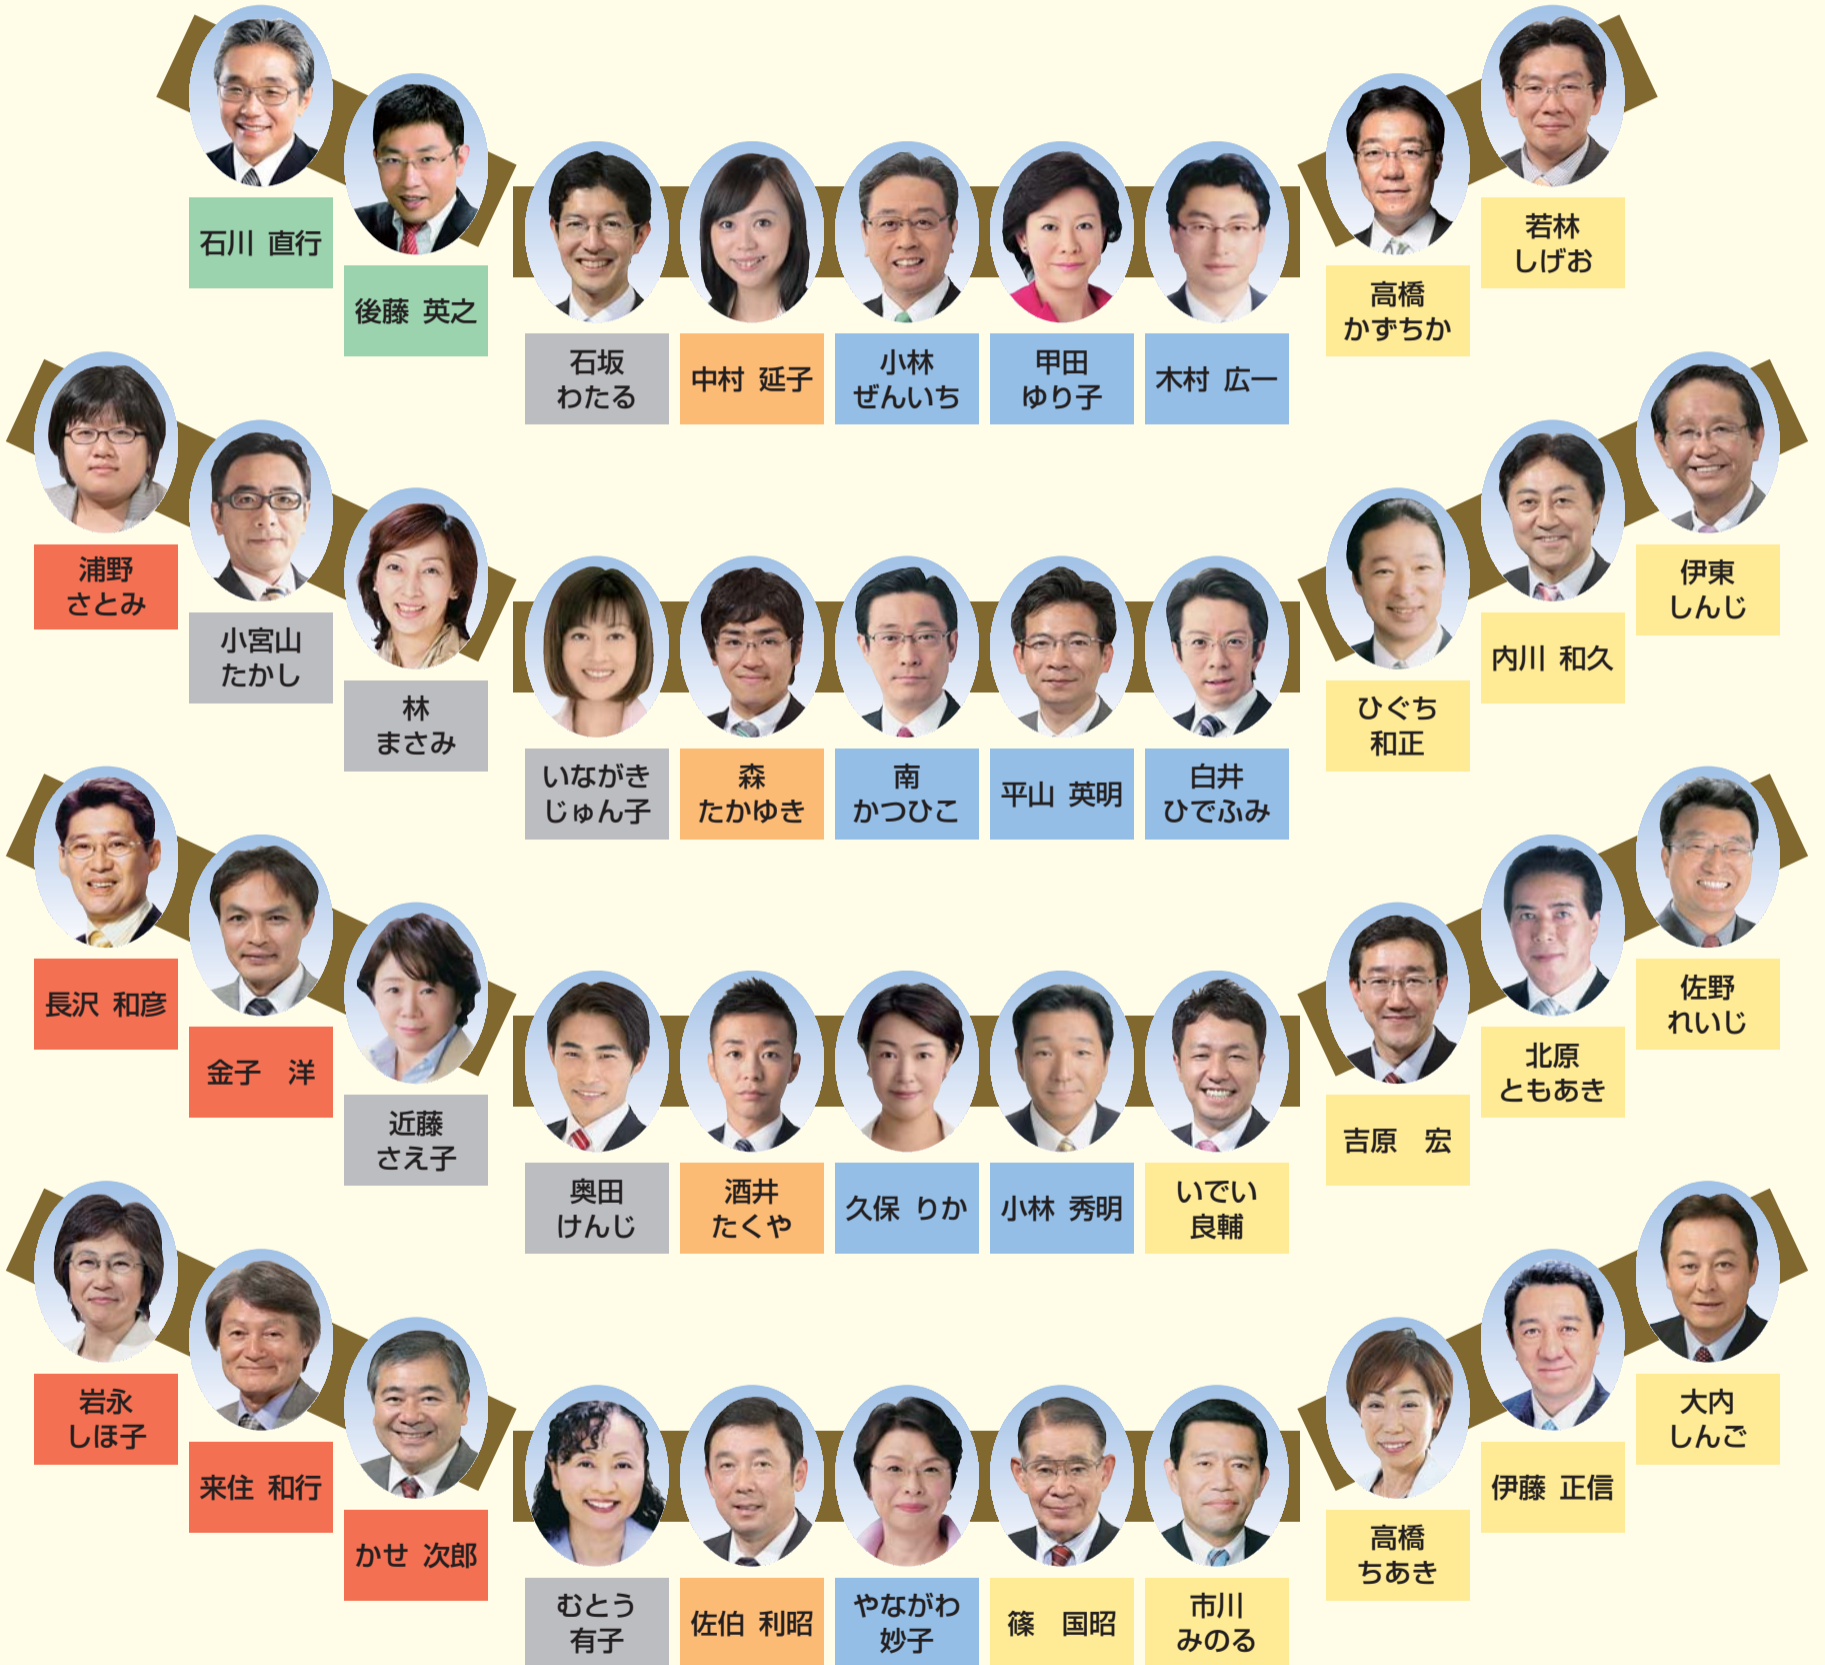 石川 直行
後藤 英之
石坂
わたる
中村 延子
小林
ぜんいち
甲田
ゆり子
木村 広一
高橋
かずちか
若林
しげお
浦野
さとみ
小宮山
たかし
林
まさみ
いながき
じゅん子
森
たかゆき
南
かつひこ
平山 英明
白井
ひでふみ
ひぐち
和正
内川 和久
伊東
しんじ
長沢 和彦
金子 洋
近藤
さえ子
奥田
けんじ
酒井
たくや
久保 りか
小林 秀明
いでい
良輔
吉原 宏
北原
ともあき
佐野
れいじ
岩永
しほ子
来住 和行
かせ 次郎
むとう
有子
佐伯 利昭
やながわ
妙子
篠 国昭
市川
みのる
高橋
ちあき
伊藤 正信
大内
しんご